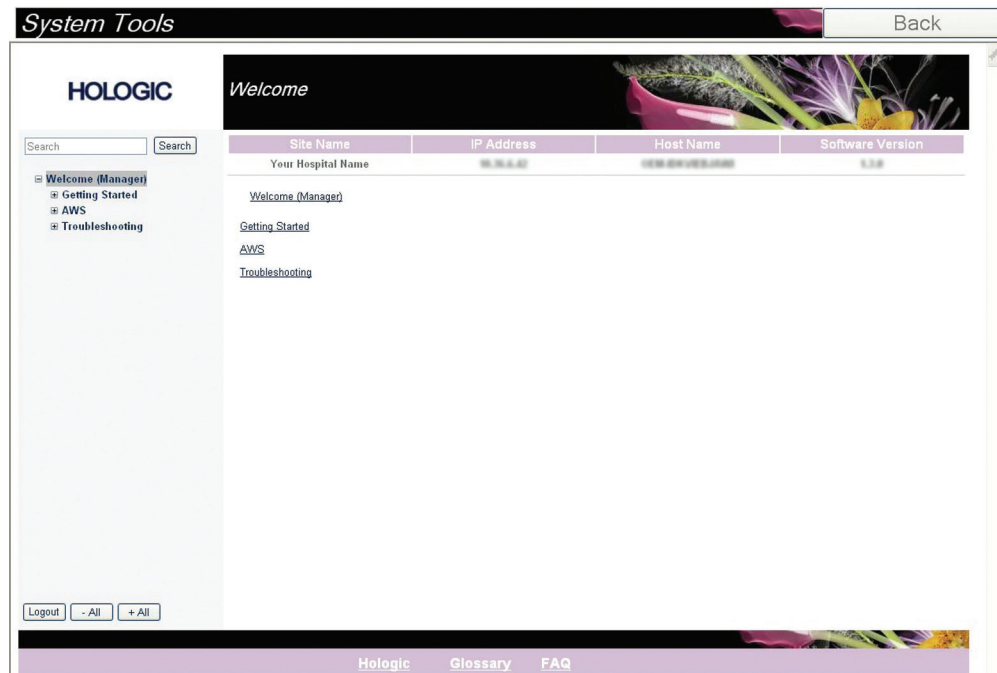 System Tools
Back
HOLOGIC
Welcome
Search
Search
Site Name IP Address Host Name Software Version
Your Hospital Name
Welcome (Manager)
Getting Started
AWS
Troubleshooting
Welcome (Manager)
Getting Started
AWS
Troubleshooting
Logout - All + All
Hologic Glossary FAQ